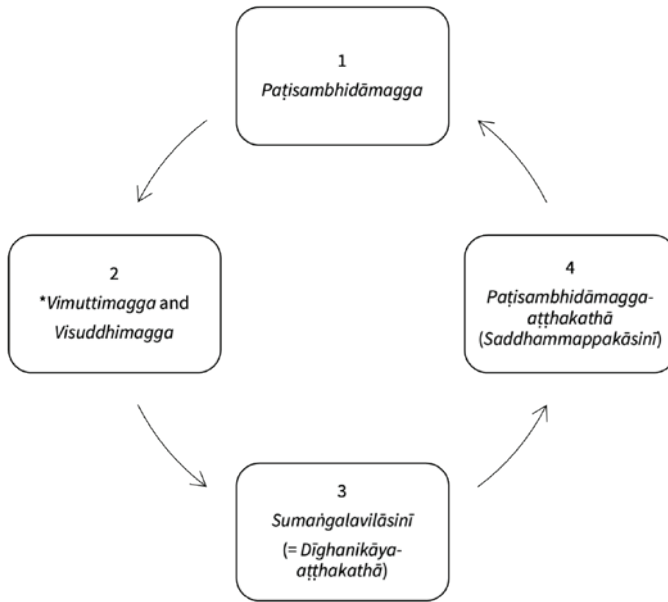 1
Paṭisambhidāmagga
2
*Vimuttimagga and
Visuddhimagga
3
Sumaṅgalavilāsinī
(= Dīghanikāya-
aṭṭhakathā)
4
Paṭisambhidāmagga-
aṭṭhakathā
(Saddhammappakāsinī)